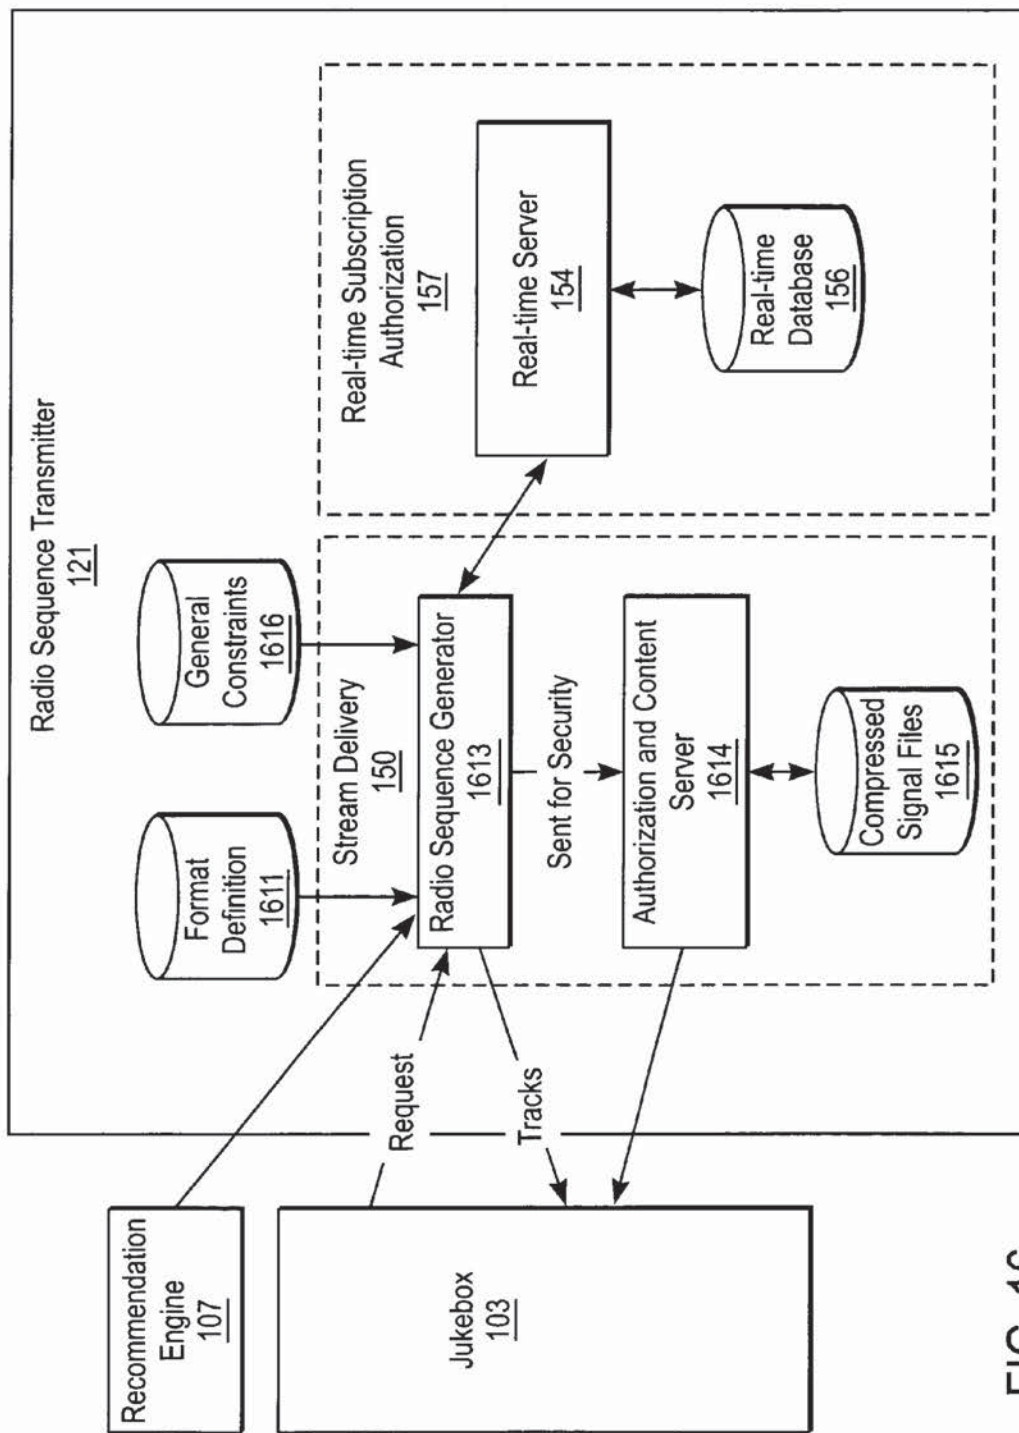 Radio Sequence Transmitter
121
Recommendation
Engine
107
Jukebox
103
Request
Tracks
Format
Definition
1611
General
Constraints
1616
Stream Delivery
150
Radio Sequence Generator
1613
Sent for Security
Authorization and Content
Server
1614
Compressed
Signal Files
1615
Real-time Subscription
Authorization
157
Real-time Server
154
Real-time
Database
156
FIG. 16